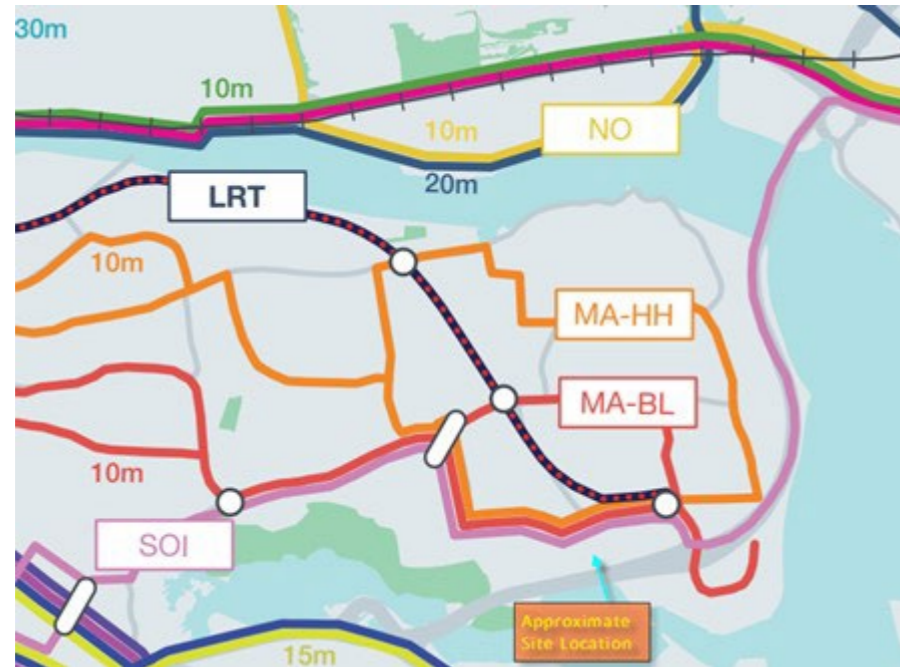 30m
10m
10m
NO
20m
LRT
10m
MA-HH
MA-BL
10m
SOI
Approximate
Site Location
15m